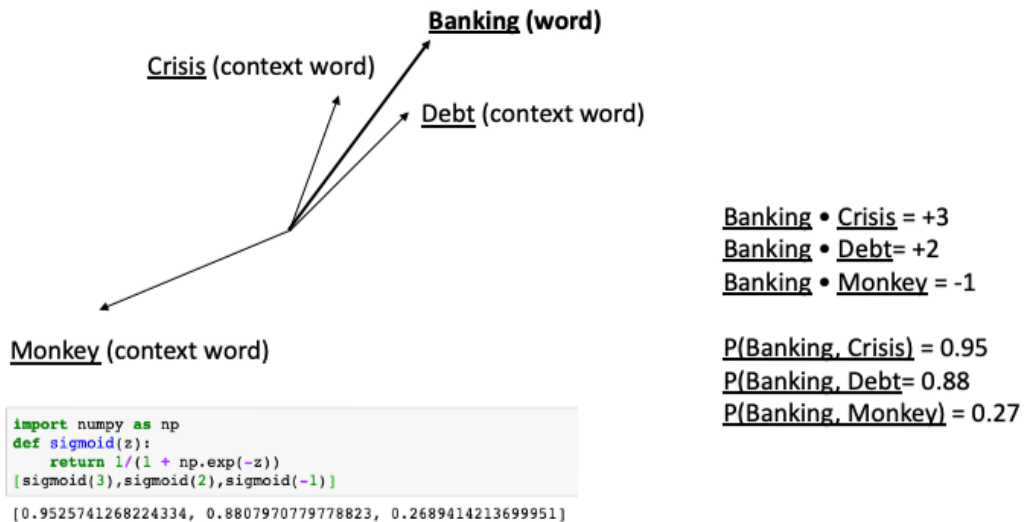 Banking (word)
Crisis (context word)
Debt (context word)
Banking • Crisis = +3
Banking • Debt= +2
Banking • Monkey = -1
Monkey (context word)
P(Banking, Crisis) = 0.95
P(Banking, Debt= 0.88
P(Banking, Monkey) = 0.27
import numpy as np
def sigmoid(z):
    return 1/(1 + np.exp(-z))
[sigmoid(3),sigmoid(2),sigmoid(-1)]
[0.9525741268224334, 0.8807970779778823, 0.2689414213699951]